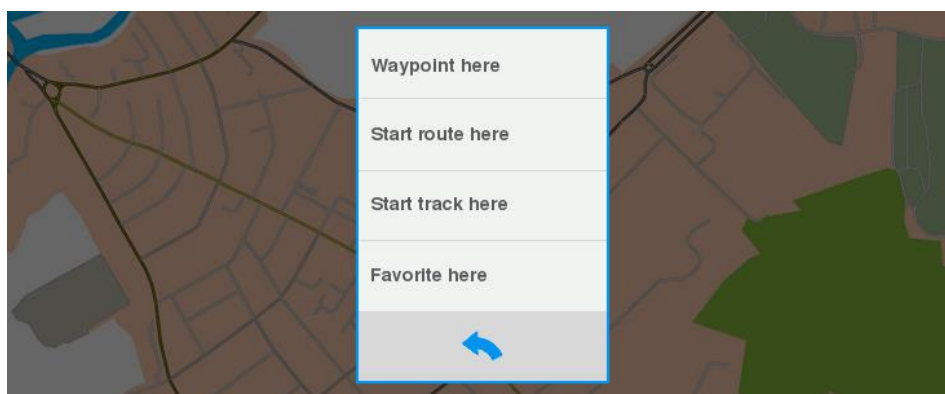 Waypoint here
Start route here
Start track here
Favorite here